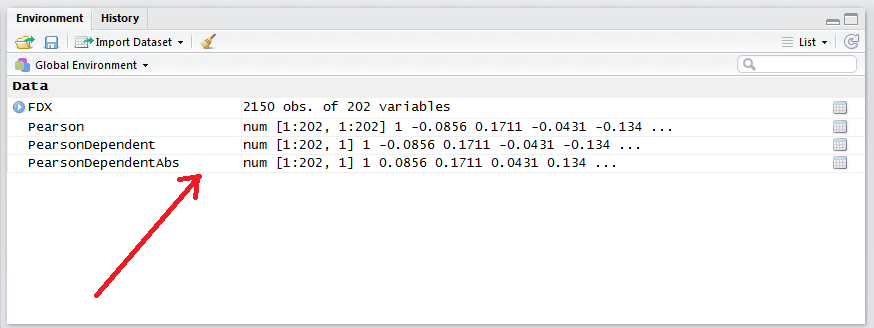 Environment History
Import Dataset List
Global Environment
Data
FDX 2150 obs. of 202 variables
Pearson num [1:202, 1:202] 1 -0.0856 0.1711 -0.0431 -0.134 ...
PearsonDependent num [1:202, 1] 1 -0.0856 0.1711 -0.0431 -0.134 ...
PearsonDependentAbs num [1:202, 1] 1 0.0856 0.1711 0.0431 0.134 ...